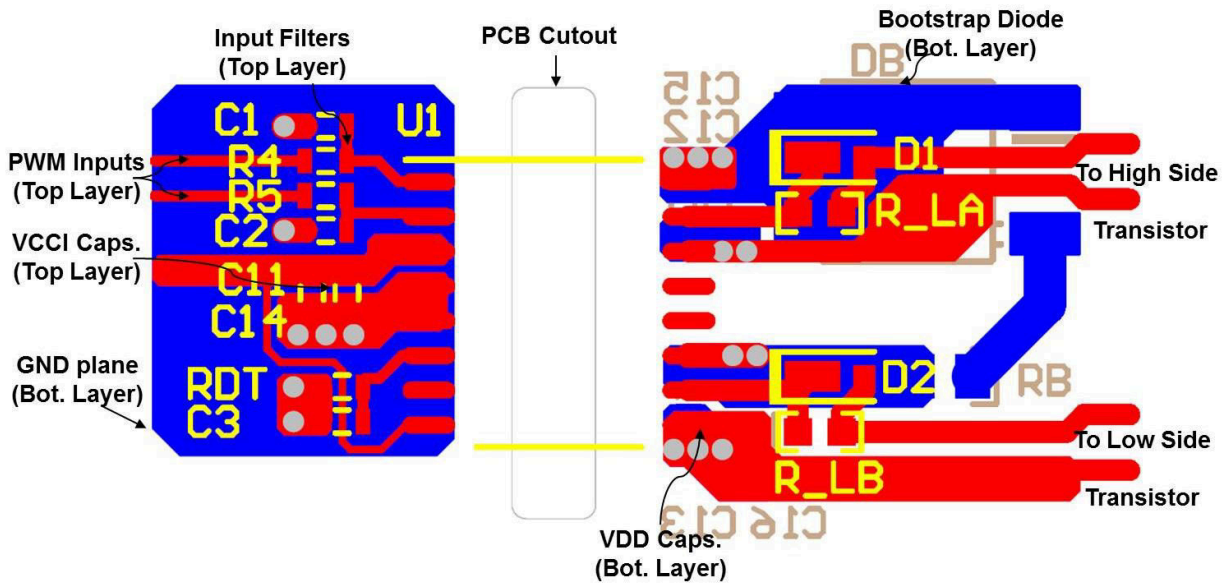 Input Filters
(Top Layer)
PCB Cutout
Bootstrap Diode
(Bot. Layer)
DB
C15
C12
C1
U1
PWM Inputs
(Top Layer)
R4
R5
C2
D1
To High Side
Transistor
R_LA
VCCI Caps.
(Top Layer)
C11
C14
GND plane
(Bot. Layer)
RDT
C3
D2
RB
To Low Side
Transistor
R_LB
C13
C16
VDD Caps.
(Bot. Layer)